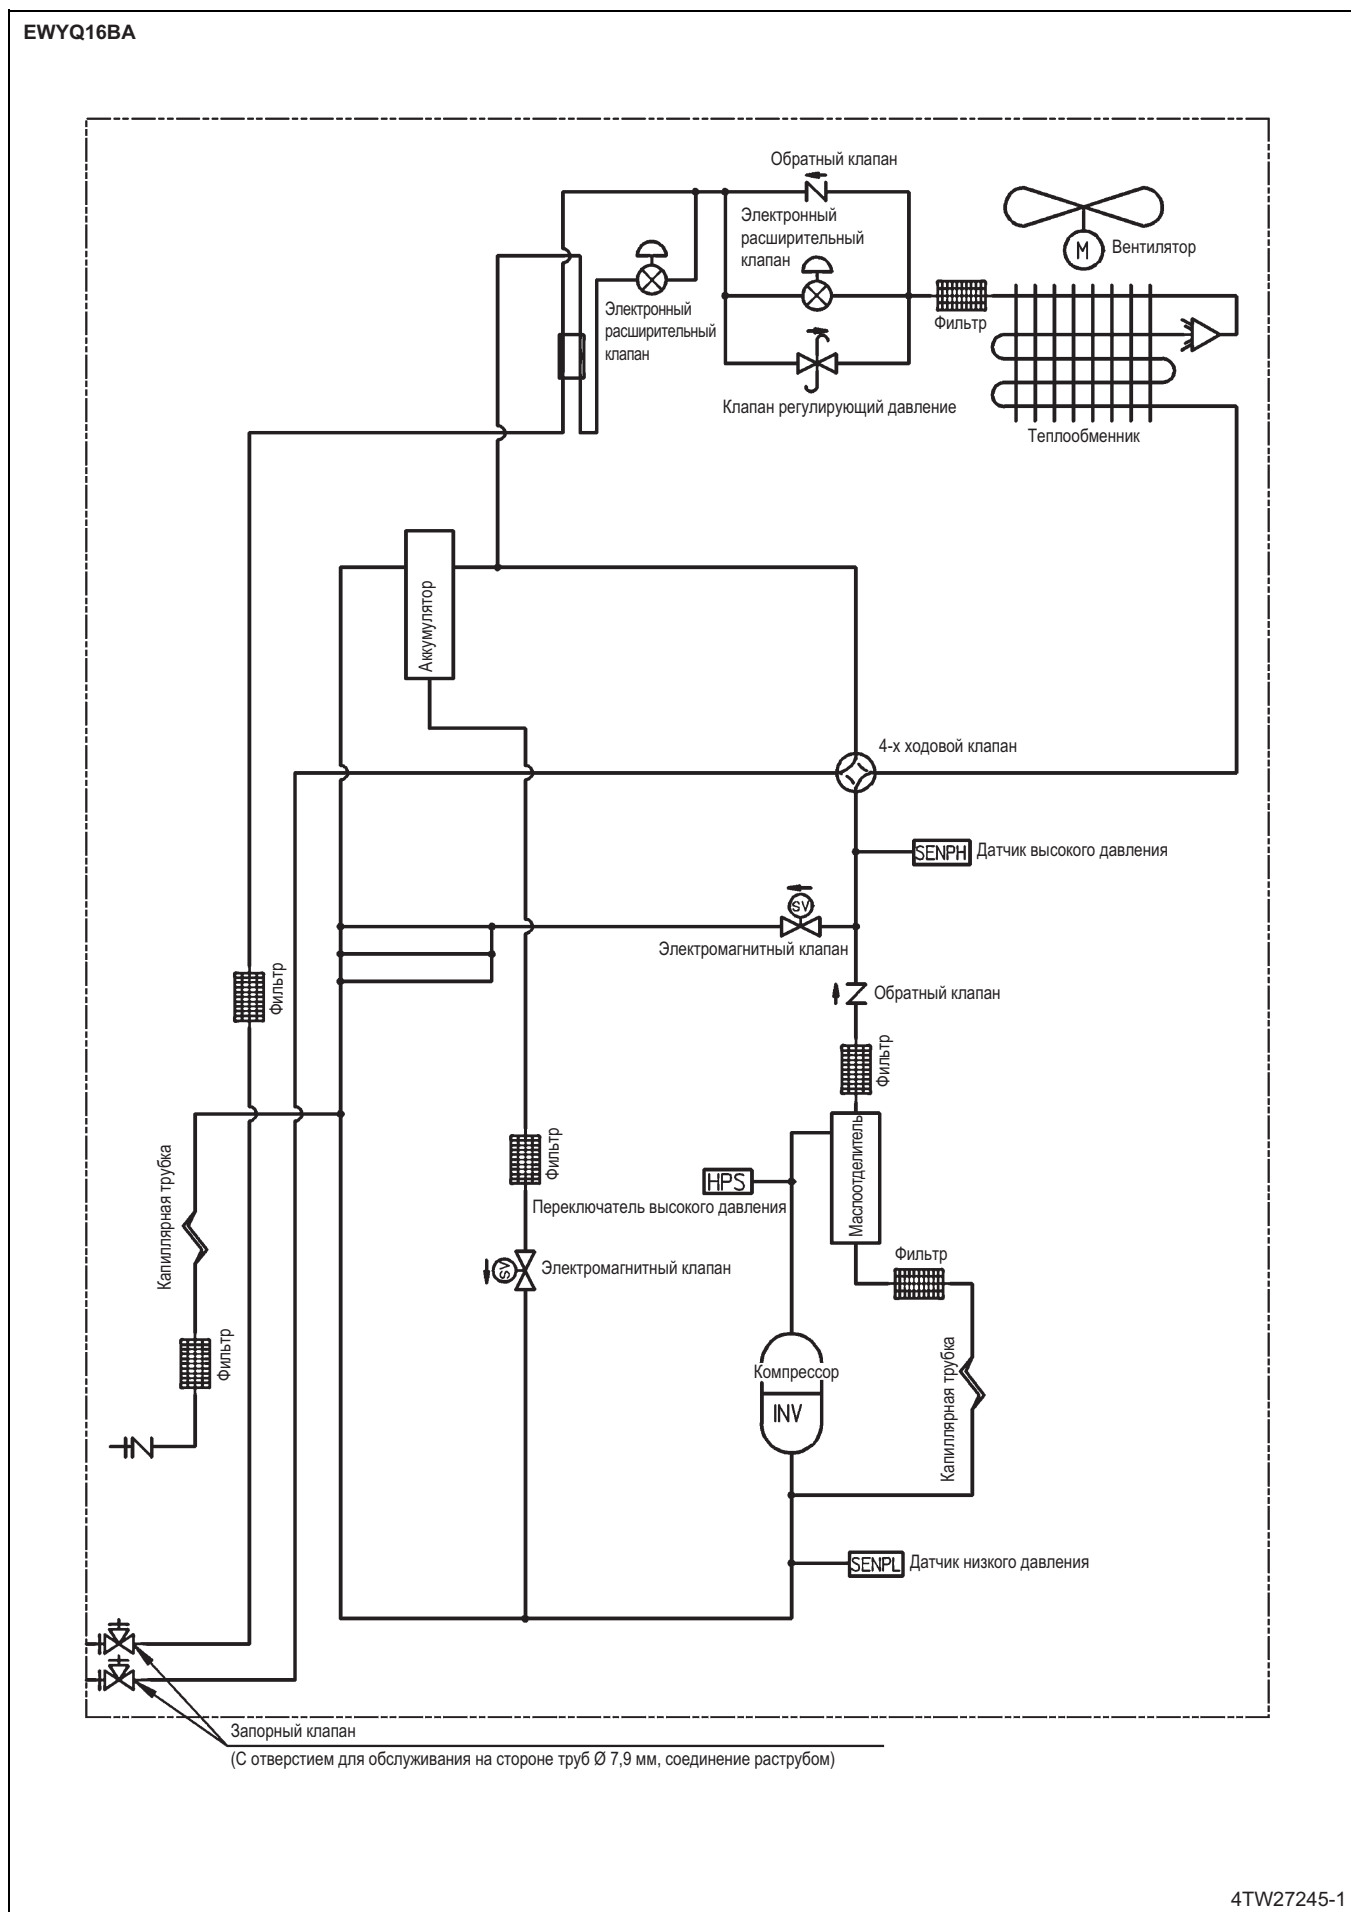 EWYQ16BA
Обратный клапан
Электронный
расширительный
клапан
M
Вентилятор
Электронный
расширительный
клапан
Фильтр
Клапан регулирующий давление
Теплообменник
Аккумулятор
4-х ходовой клапан
SENPH
Датчик высокого давления
SV
Электромагнитный клапан
Фильтр
Обратный клапан
Фильтр
Маслоотделитель
Фильтр
HPS
Переключатель высокого давления
Капиллярная трубка
SV
Электромагнитный клапан
Фильтр
Фильтр
Компрессор
INV
Капиллярная трубка
SENPL
Датчик низкого давления
Запорный клапан
(С отверстием для обслуживания на стороне труб Ø 7,9 мм, соединение раструбом)
4TW27245-1